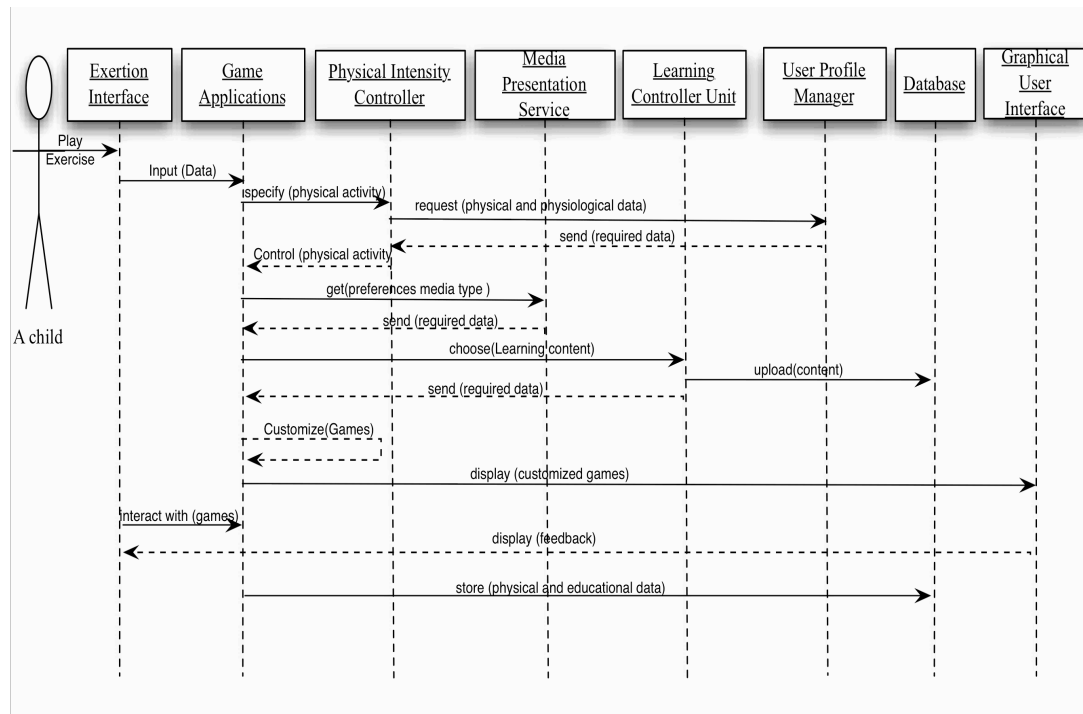 Exertion
Interface
Game
Applications
Physical Intensity
Controller
Media
Presentation
Service
Learning
Controller Unit
User Profile
Manager
Database
Graphical
User
Interface
Play
Exercise
Input (Data)
specify (physical activity)
request (physical and physiological data)
send (required data)
Control (physical activity
get(preferences media type )
send (required data)
A child
choose(Learning content)
upload(content)
send (required data)
Customize(Games)
display (customized games)
interact with (games)
display (feedback)
store (physical and educational data)